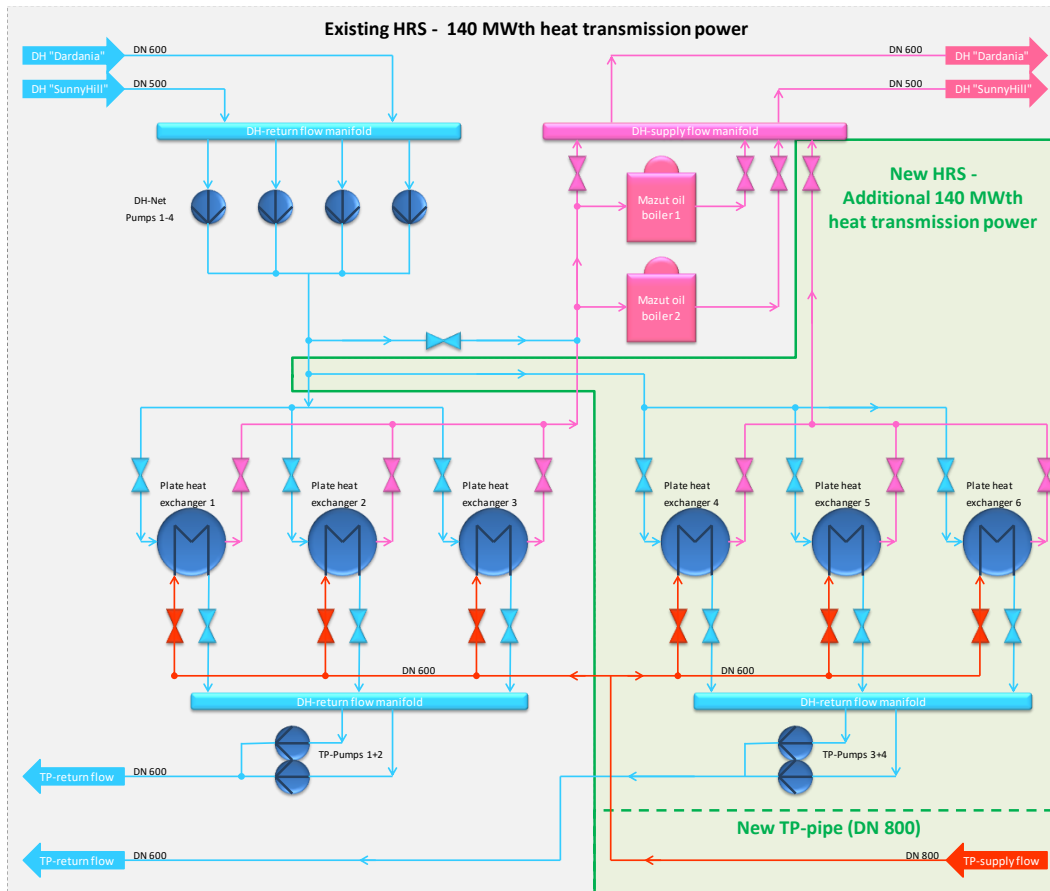 Existing HRS - 140 MWth heat transmission power
DH "Dardania"
DN 600
DN 600
DH "Dardania"
DH "SunnyHill"
DN 500
DN 500
DH "SunnyHill"
DH-return flow manifold
DH-supply flow manifold
New HRS -
Additional 140 MWth
heat transmission power
DH-Net
Pumps 1-4
Mazut oil
boiler 1
Mazut oil
boiler 2
Plate heat
exchanger 1
Plate heat
exchanger 2
Plate heat
exchanger 3
Plate heat
exchanger 4
Plate heat
exchanger 5
Plate heat
exchanger 6
DN 600
DN 600
DH-return flow manifold
DH-return flow manifold
TP-Pumps 1+2
TP-Pumps 3+4
TP-return flow
DN 600
New TP-pipe (DN 800)
TP-return flow
DN 600
DN 800
TP-supply flow